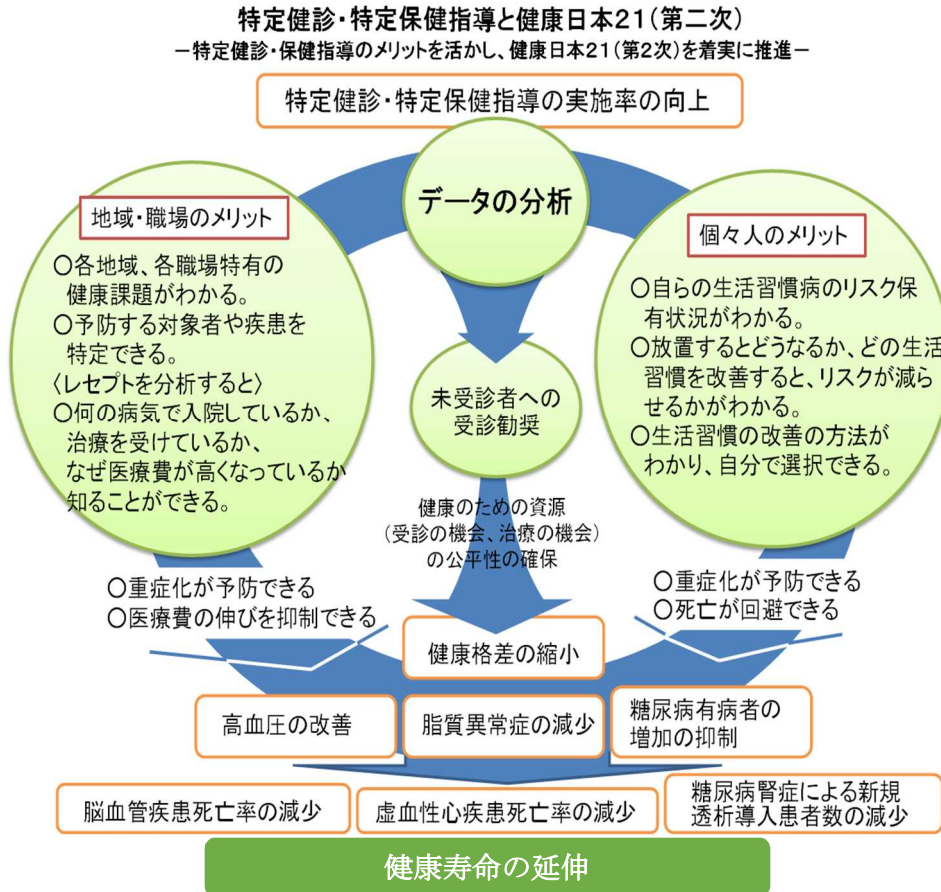 特定健診・特定保健指導と健康日本21(第二次)
－特定健診・保健指導のメリットを活かし、健康日本21(第2次)を着実に推進－
特定健診・特定保健指導の実施率の向上
データの分析
地域・職場のメリット
○各地域、各職場特有の
健康課題がわかる。
○予防する対象者や疾患を
特定できる。
〈レセプトを分析すると〉
○何の病気で入院しているか、
治療を受けているか、
なぜ医療費が高くなっているか
知ることができる。
個々人のメリット
○自らの生活習慣病のリスク保
有状況がわかる。
○放置するとどうなるか、どの生活
習慣を改善すると、リスクが減ら
せるかがわかる。
○生活習慣の改善の方法が
わかり、自分で選択できる。
未受診者への
受診勧奨
健康のための資源
(受診の機会、治療の機会)
の公平性の確保
○重症化が予防できる
○医療費の伸びを抑制できる
○重症化が予防できる
○死亡が回避できる
健康格差の縮小
高血圧の改善
脂質異常症の減少
糖尿病有病者の
増加の抑制
脳血管疾患死亡率の減少
虚血性心疾患死亡率の減少
糖尿病腎症による新規
透析導入患者数の減少
健康寿命の延伸